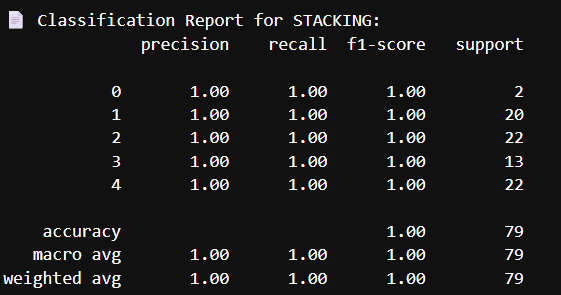 📄 Classification Report for STACKING:
precision recall f1-score support
0 1.00 1.00 1.00 2
1 1.00 1.00 1.00 20
2 1.00 1.00 1.00 22
3 1.00 1.00 1.00 13
4 1.00 1.00 1.00 22
accuracy 1.00 79
macro avg 1.00 1.00 1.00 79
weighted avg 1.00 1.00 1.00 79